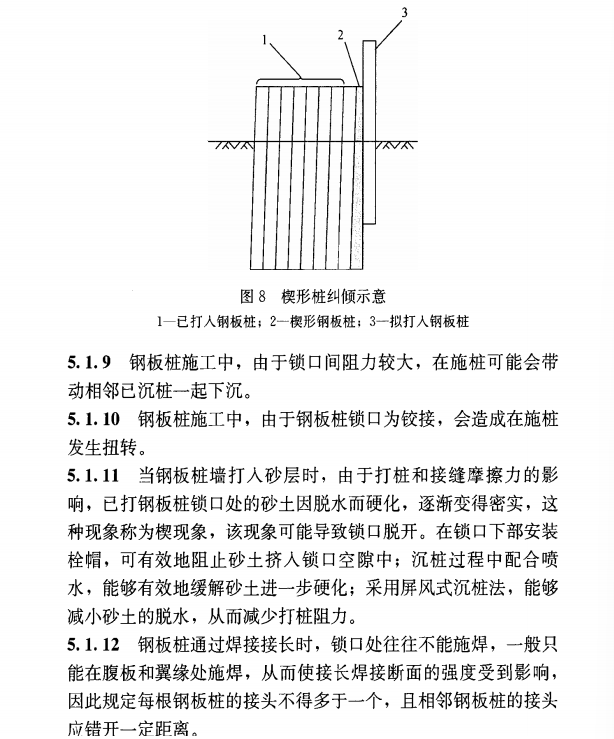 1
2
3
图 8 楔形桩纠倾示意
1—已打入钢板桩；2—楔形钢板桩；3—拟打入钢板桩
5.1.9 钢板桩施工中，由于锁口间阻力较大，在施桩可能会带
动相邻已沉桩一起下沉。
5.1.10 钢板桩施工中，由于钢板桩锁口为铰接，会造成在施桩
发生扭转。
5.1.11 当钢板桩墙打入砂层时，由于打桩和接缝摩擦力的影
响，已打钢板桩锁口处的砂土因脱水而硬化，逐渐变得密实，这
种现象称为楔现象，该现象可能导致锁口脱开。在锁口下部安装
栓帽，可有效地阻止砂土挤入锁口空隙中；沉桩过程中配合喷
水，能够有效地缓解砂土进一步硬化；采用屏风式沉桩法，能够
减小砂土的脱水，从而减少打桩阻力。
5.1.12 钢板桩通过焊接接长时，锁口处往往不能施焊，一般只
能在腹板和翼缘处施焊，从而使接长焊接断面的强度受到影响，
因此规定每根钢板桩的接头不得多于一个，且相邻钢板桩的接头
应错开一定距离。